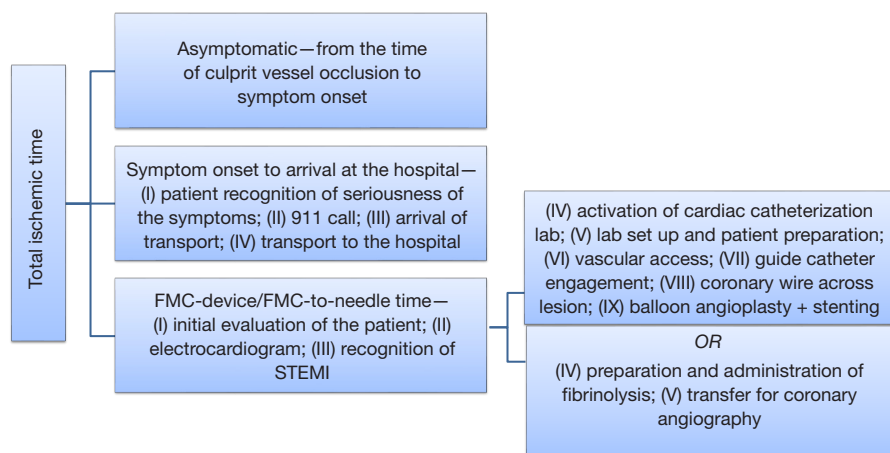 Total ischemic time
Asymptomatic—from the time
of culprit vessel occlusion to
symptom onset
Symptom onset to arrival at the hospital—
(I) patient recognition of seriousness of
the symptoms; (II) 911 call; (III) arrival of
transport; (IV) transport to the hospital
FMC-device/FMC-to-needle time—
(I) initial evaluation of the patient; (II)
electrocardiogram; (III) recognition of
STEMI
(IV) activation of cardiac catheterization
lab; (V) lab set up and patient preparation;
(VI) vascular access; (VII) guide catheter
engagement; (VIII) coronary wire across
lesion; (IX) balloon angioplasty + stenting
OR
(IV) preparation and administration of
fibrinolysis; (V) transfer for coronary
angiography